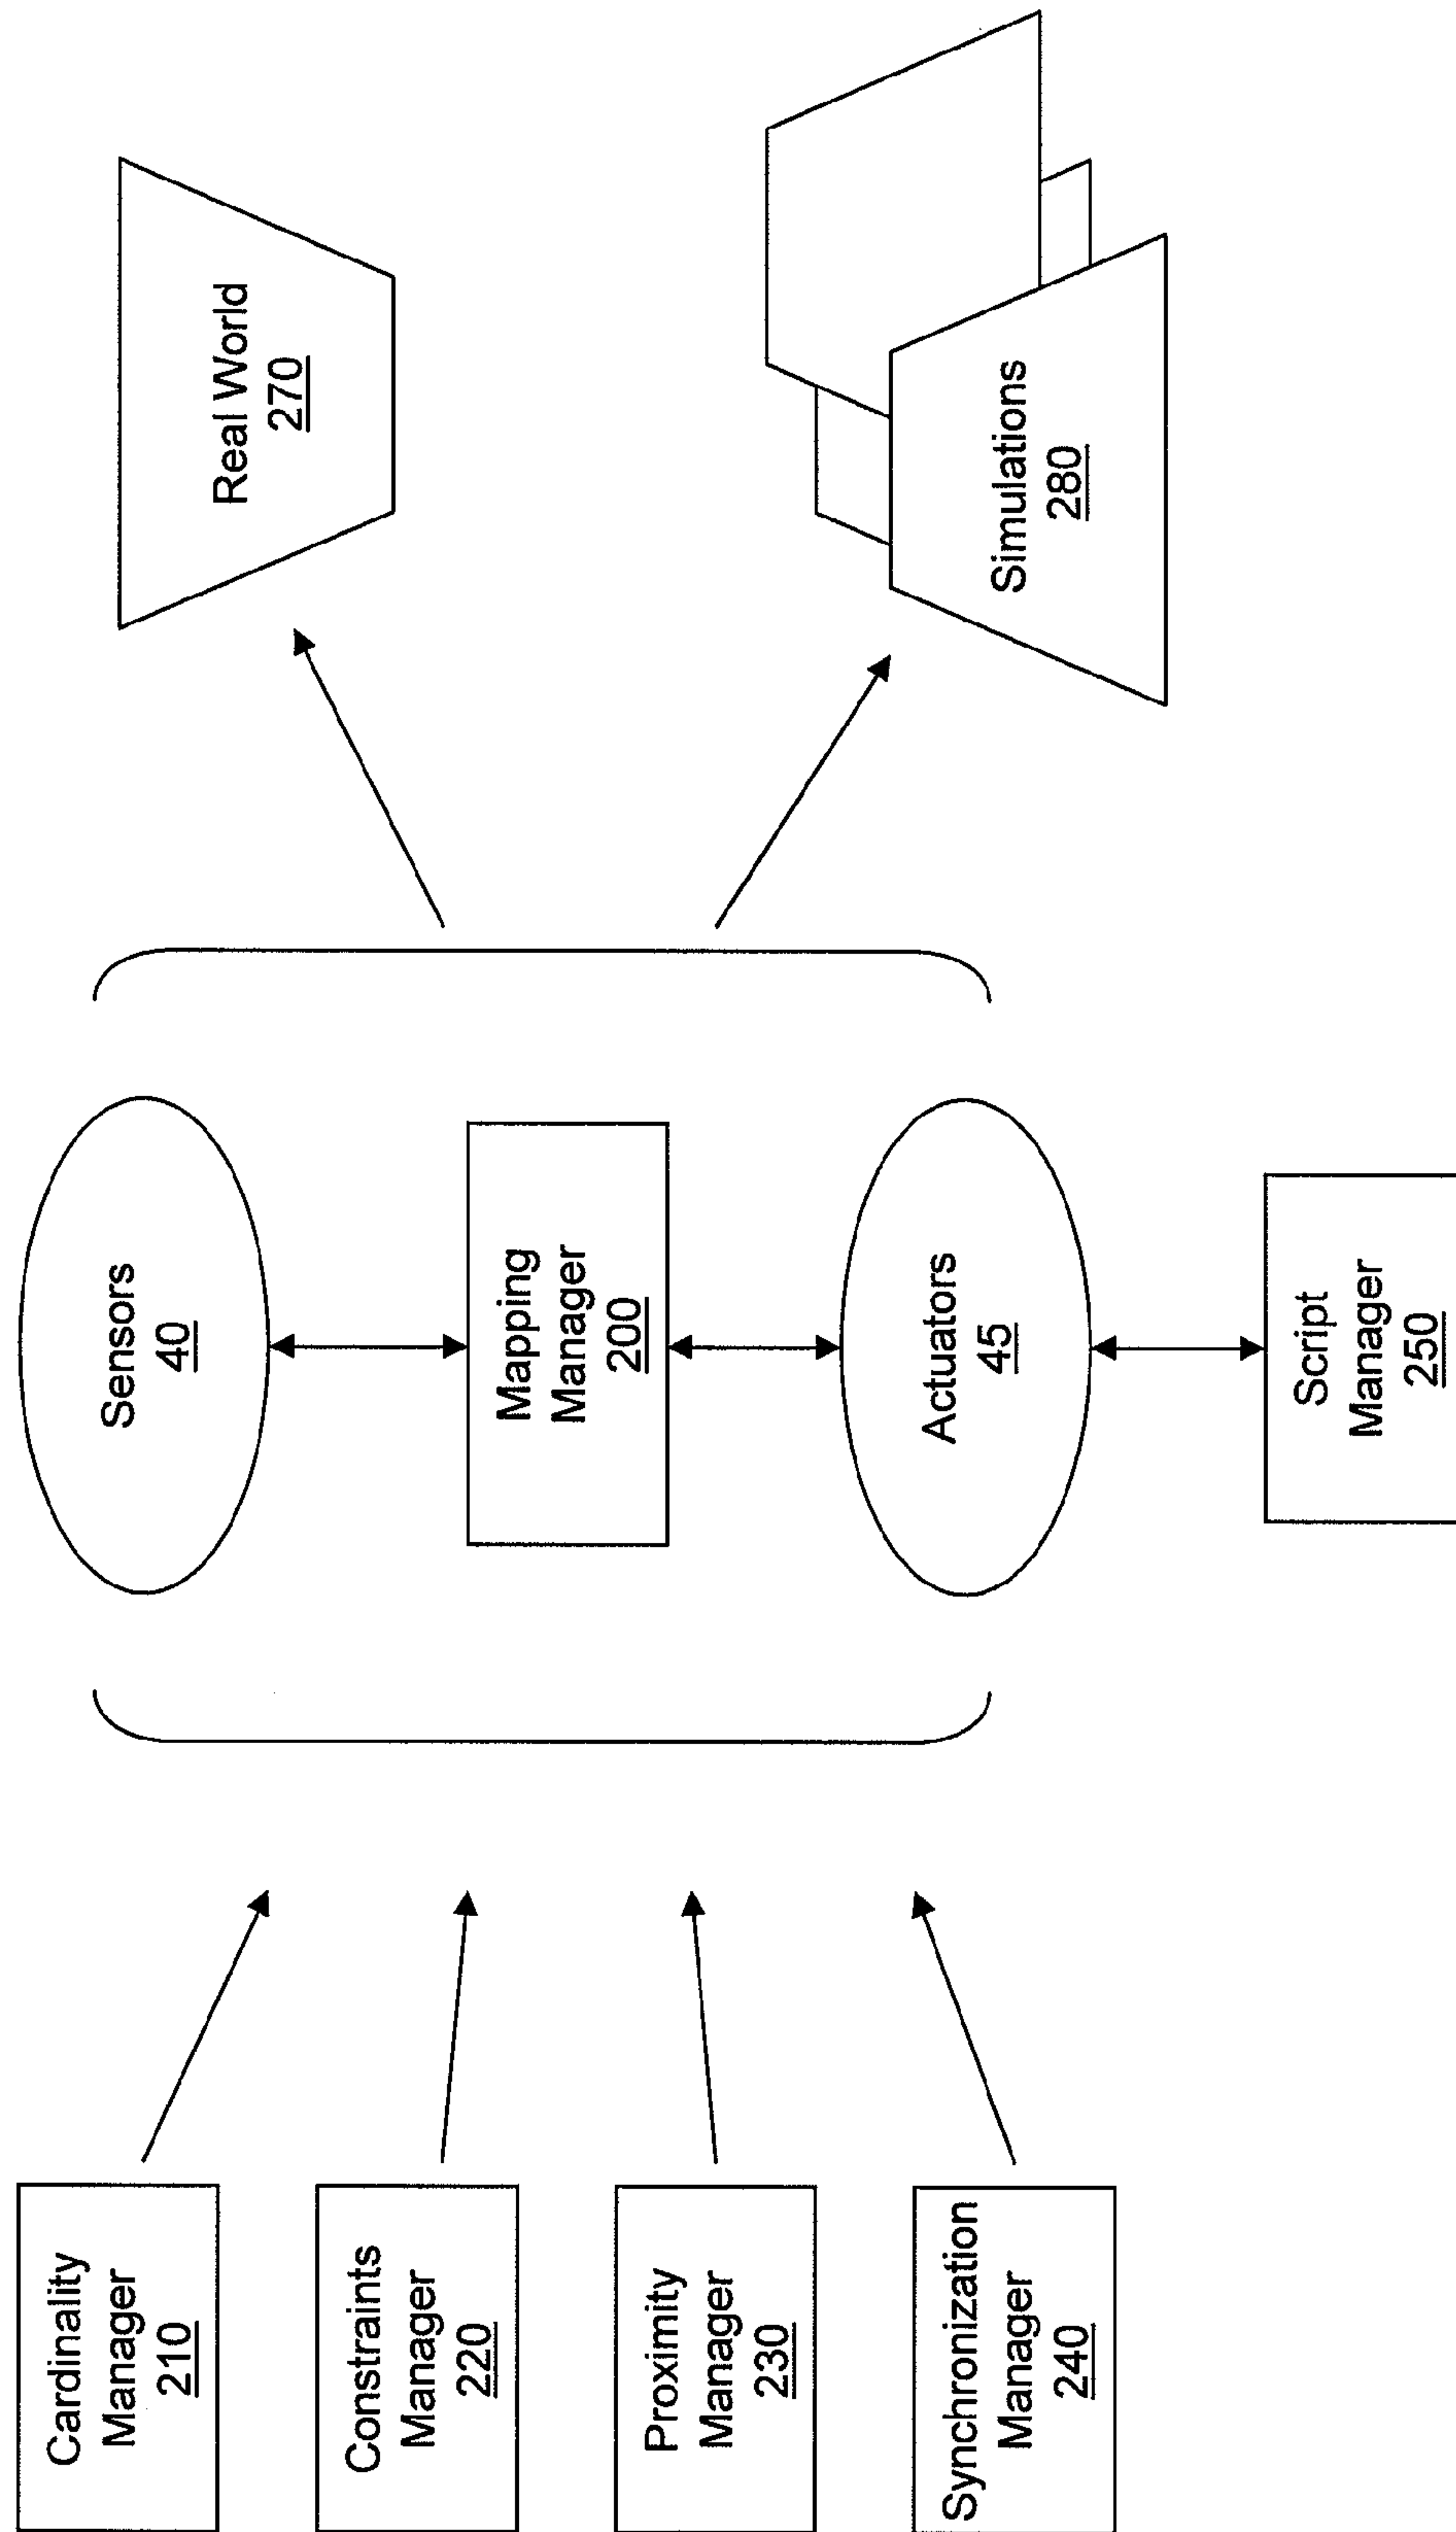 Cardinality
Manager
210
Constraints
Manager
220
Proximity
Manager
230
Synchronization
Manager
240
Sensors
40
Mapping
Manager
200
Actuators
45
Script
Manager
250
Real World
270
Simulations
280